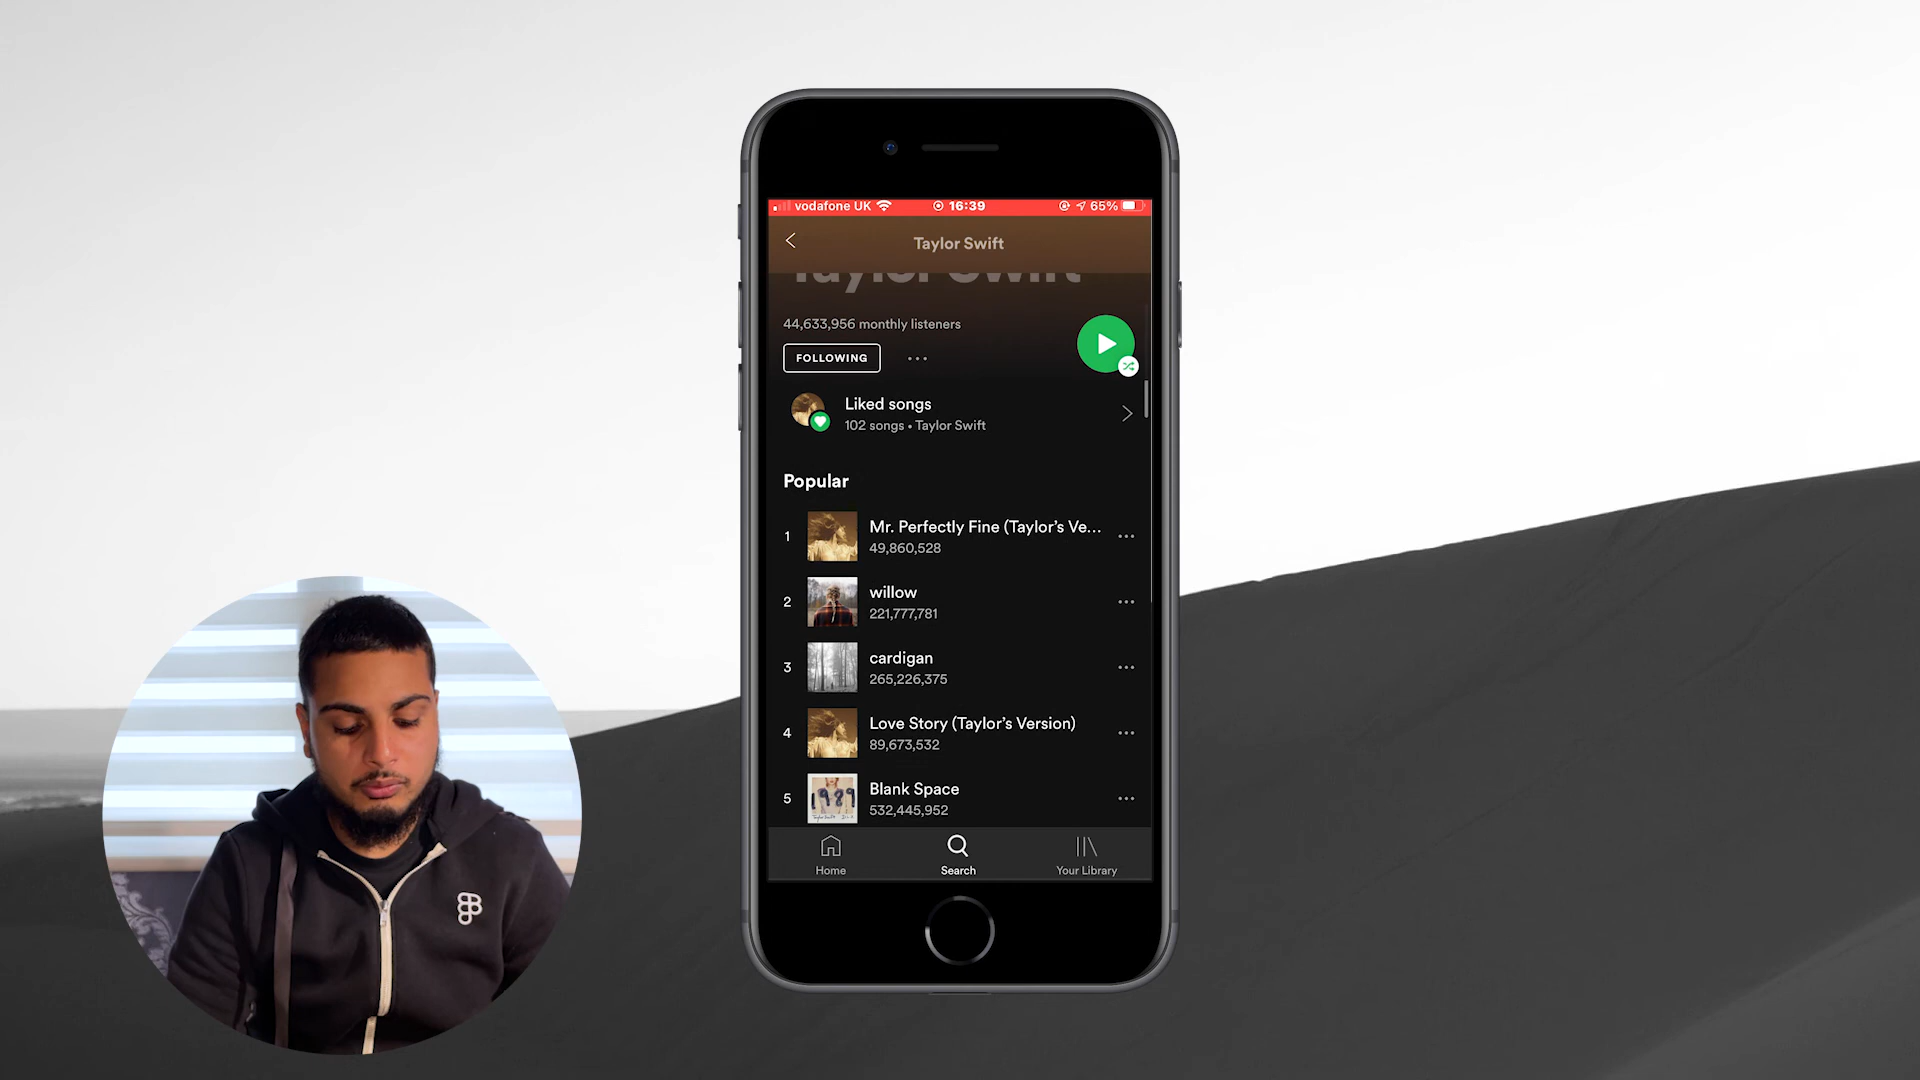 vodafone UK
16:39
65%
Taylor Swift
Taylor Swift
44,633,956 monthly listeners
FOLLOWING
Liked songs
102 songs • Taylor Swift
Popular
1
Mr. Perfectly Fine (Taylor’s Ve...
49,860,528
2
willow
221,777,781
3
cardigan
265,226,375
4
Love Story (Taylor’s Version)
89,673,532
5
1989
Blank Space
532,445,952
Home
Search
Your Library